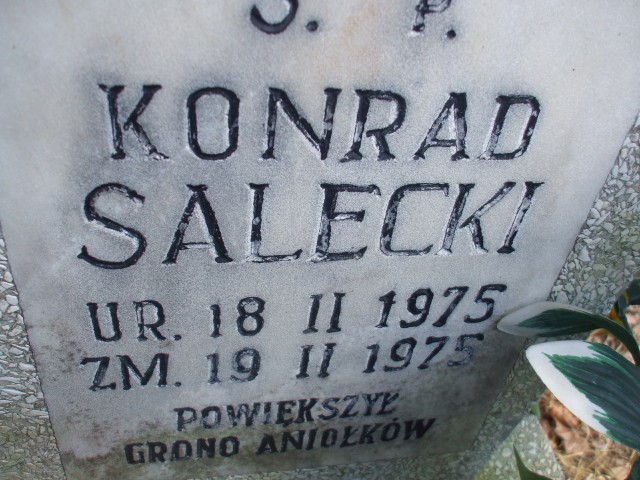 Ś. P.
KONRAD
SALECKI
UR. 18 II 1975
ZM. 19 II 1975
POWIĘKSZYŁ
GRONO ANIOŁKÓW